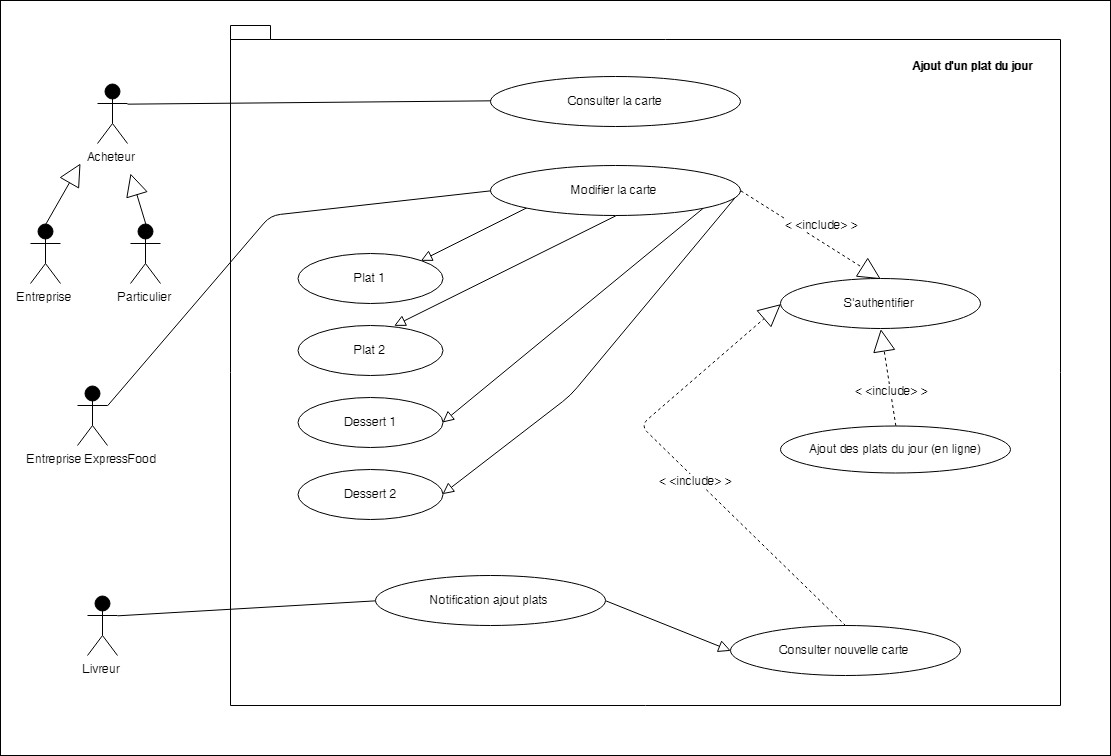 Ajout d'un plat du jour
Consulter la carte
Acheteur
Modifier la carte
< <include> >
Plat 1
Entreprise
Particulier
S'authentifier
Plat 2
< <include> >
Dessert 1
Ajout des plats du jour (en ligne)
Entreprise ExpressFood
< <include> >
Dessert 2
Notification ajout plats
Consulter nouvelle carte
Livreur